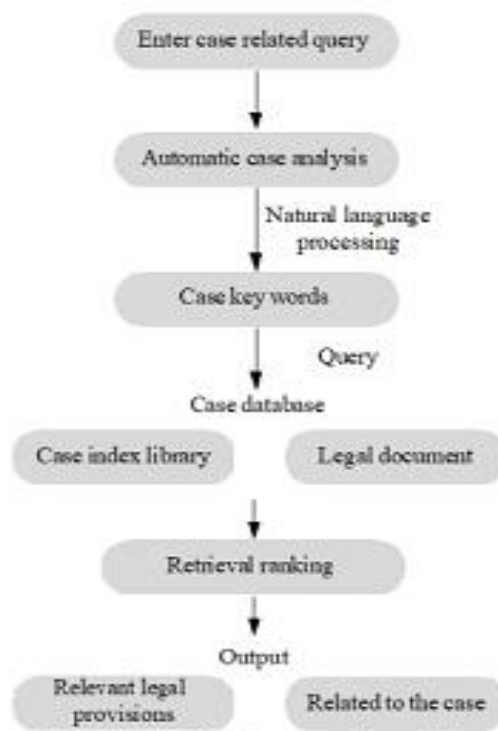 Enter case related query
Automatic case analysis
Natural language
processing
Case key words
Query
Case database
Case index library
Legal document
Retrieval ranking
Output
Relevant legal
provisions
Related to the case